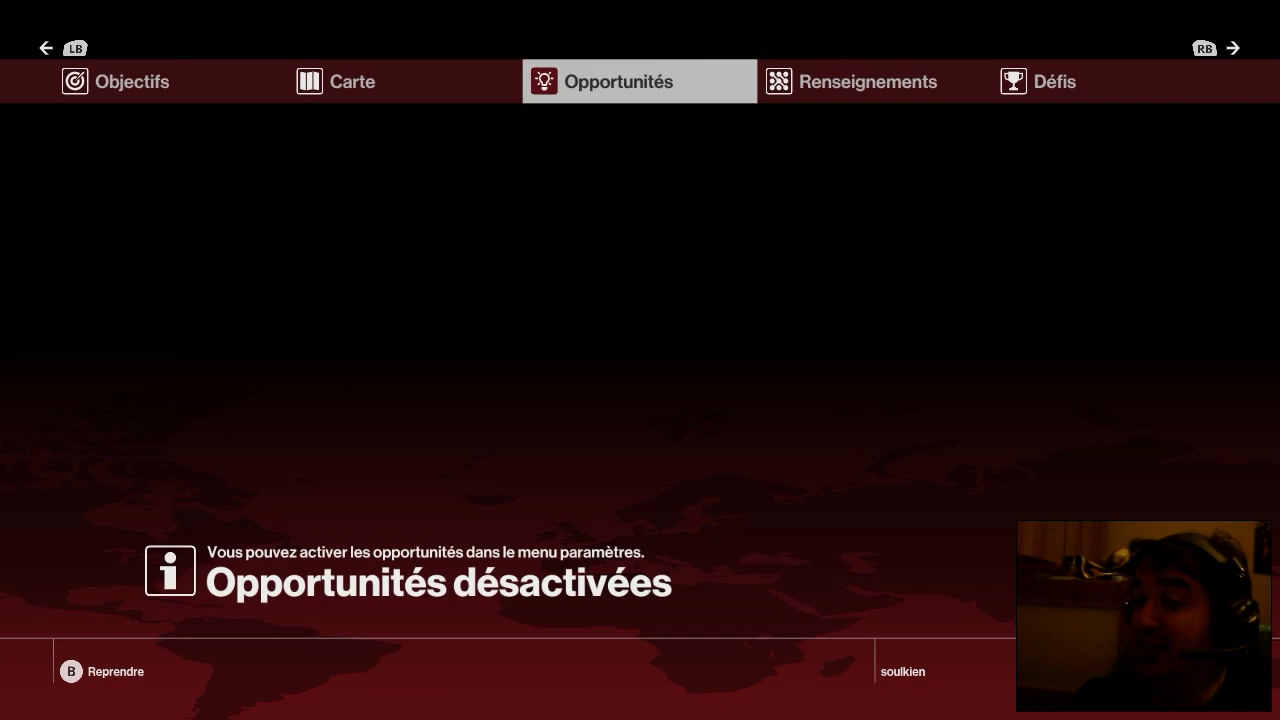 LB
RB
Objectifs
Carte
Opportunités
Renseignements
Défis
Vous pouvez activer les opportunités dans le menu paramètres.
Opportunités désactivées
B Reprendre
soulkien